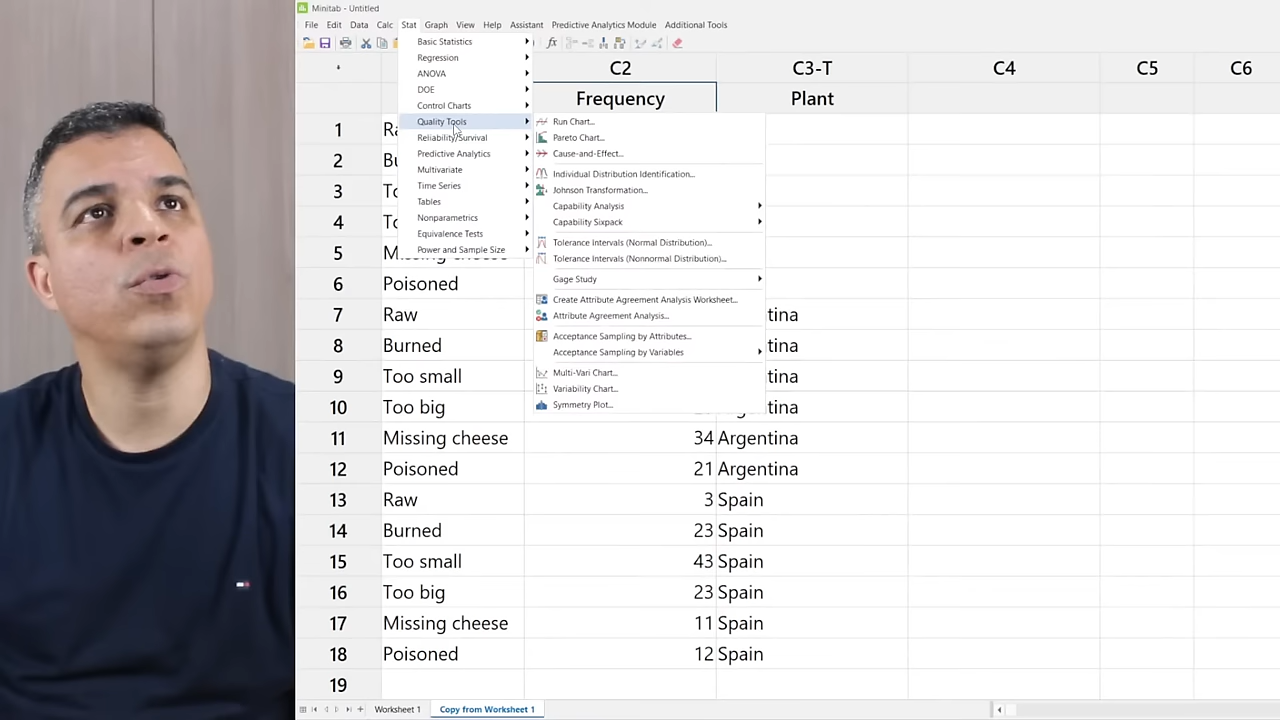 Minitab - Untitled
File Edit Data Calc Stat Graph View Help Assistant Predictive Analytics Module Additional Tools
Basic Statistics
Regression
ANOVA
DOE
Control Charts
Quality Tools
Reliability/Survival
Predictive Analytics
Multivariate
Time Series
Tables
Nonparametrics
Equivalence Tests
Power and Sample Size
Run Chart...
Pareto Chart...
Cause-and-Effect...
Individual Distribution Identification...
Johnson Transformation...
Capability Analysis
Capability Sixpack
Tolerance Intervals (Normal Distribution)...
Tolerance Intervals (Nonnormal Distribution)...
Gage Study
Create Attribute Agreement Analysis Worksheet...
Attribute Agreement Analysis...
Acceptance Sampling by Attributes...
Acceptance Sampling by Variables
Multi-Vari Chart...
Variability Chart...
Symmetry Plot...
C2 C3-T C4 C5 C6
Frequency Plant
1
2
3
4
5
6 Poisoned
7 Raw
8 Burned
9 Too small
10 Too big
11 Missing cheese 34 Argentina
12 Poisoned 21 Argentina
13 Raw 3 Spain
14 Burned 23 Spain
15 Too small 43 Spain
16 Too big 23 Spain
17 Missing cheese 11 Spain
18 Poisoned 12 Spain
19
Worksheet 1 Copy from Worksheet 1